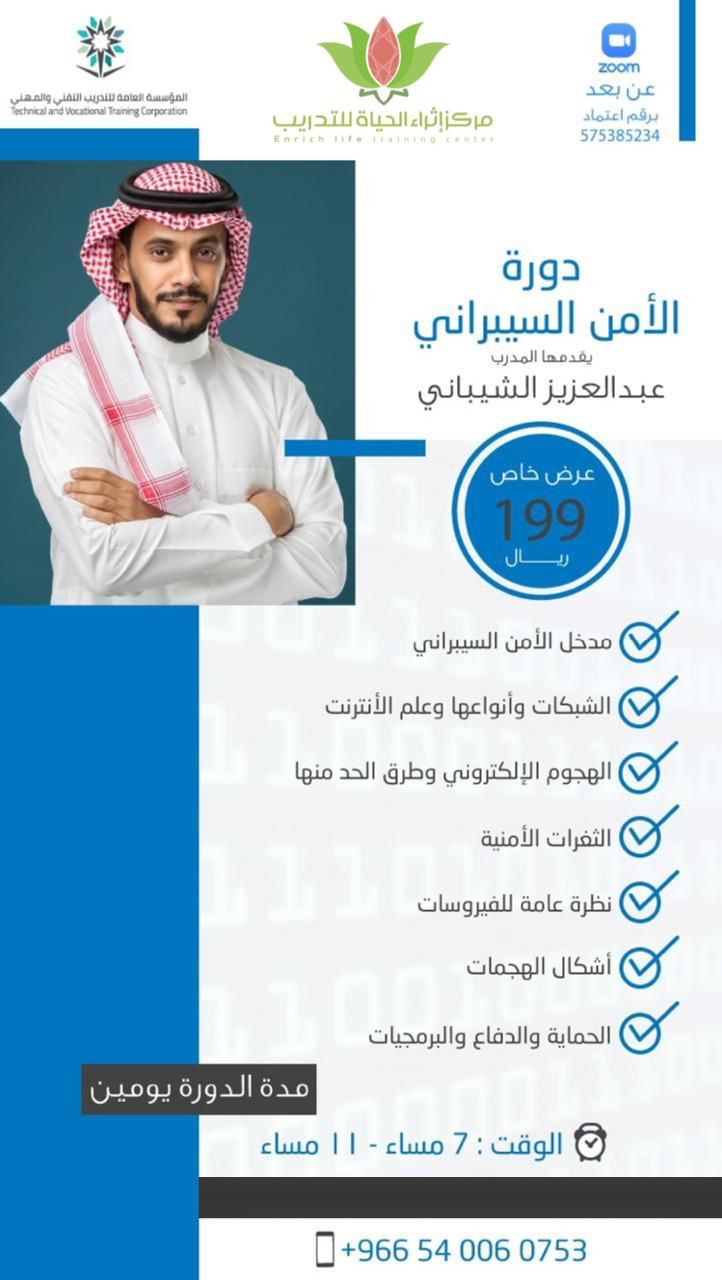 المؤسسة العامة للتدريب التقني والمهني
Technical and Vocational Training Corporation
مركز إثراء الحياة للتدريب
Enrich life training center
zoom
عن بعد
برقم اعتماد
575385234
دورة
الأمن السيبراني
يقدمها المدرب
عبدالعزيز الشيباني
عرض خاص
199
ريـــال
مدخل الأمن السيبراني
الشبكات وأنواعها وعلم الأنترنت
الهجوم الإلكتروني وطرق الحد منها
الثغرات الأمنية
نظرة عامة للفيروسات
أشكال الهجمات
الحماية والدفاع والبرمجيات
مدة الدورة يومين
الوقت : 7 مساء - 11 مساء
+966 54 006 0753